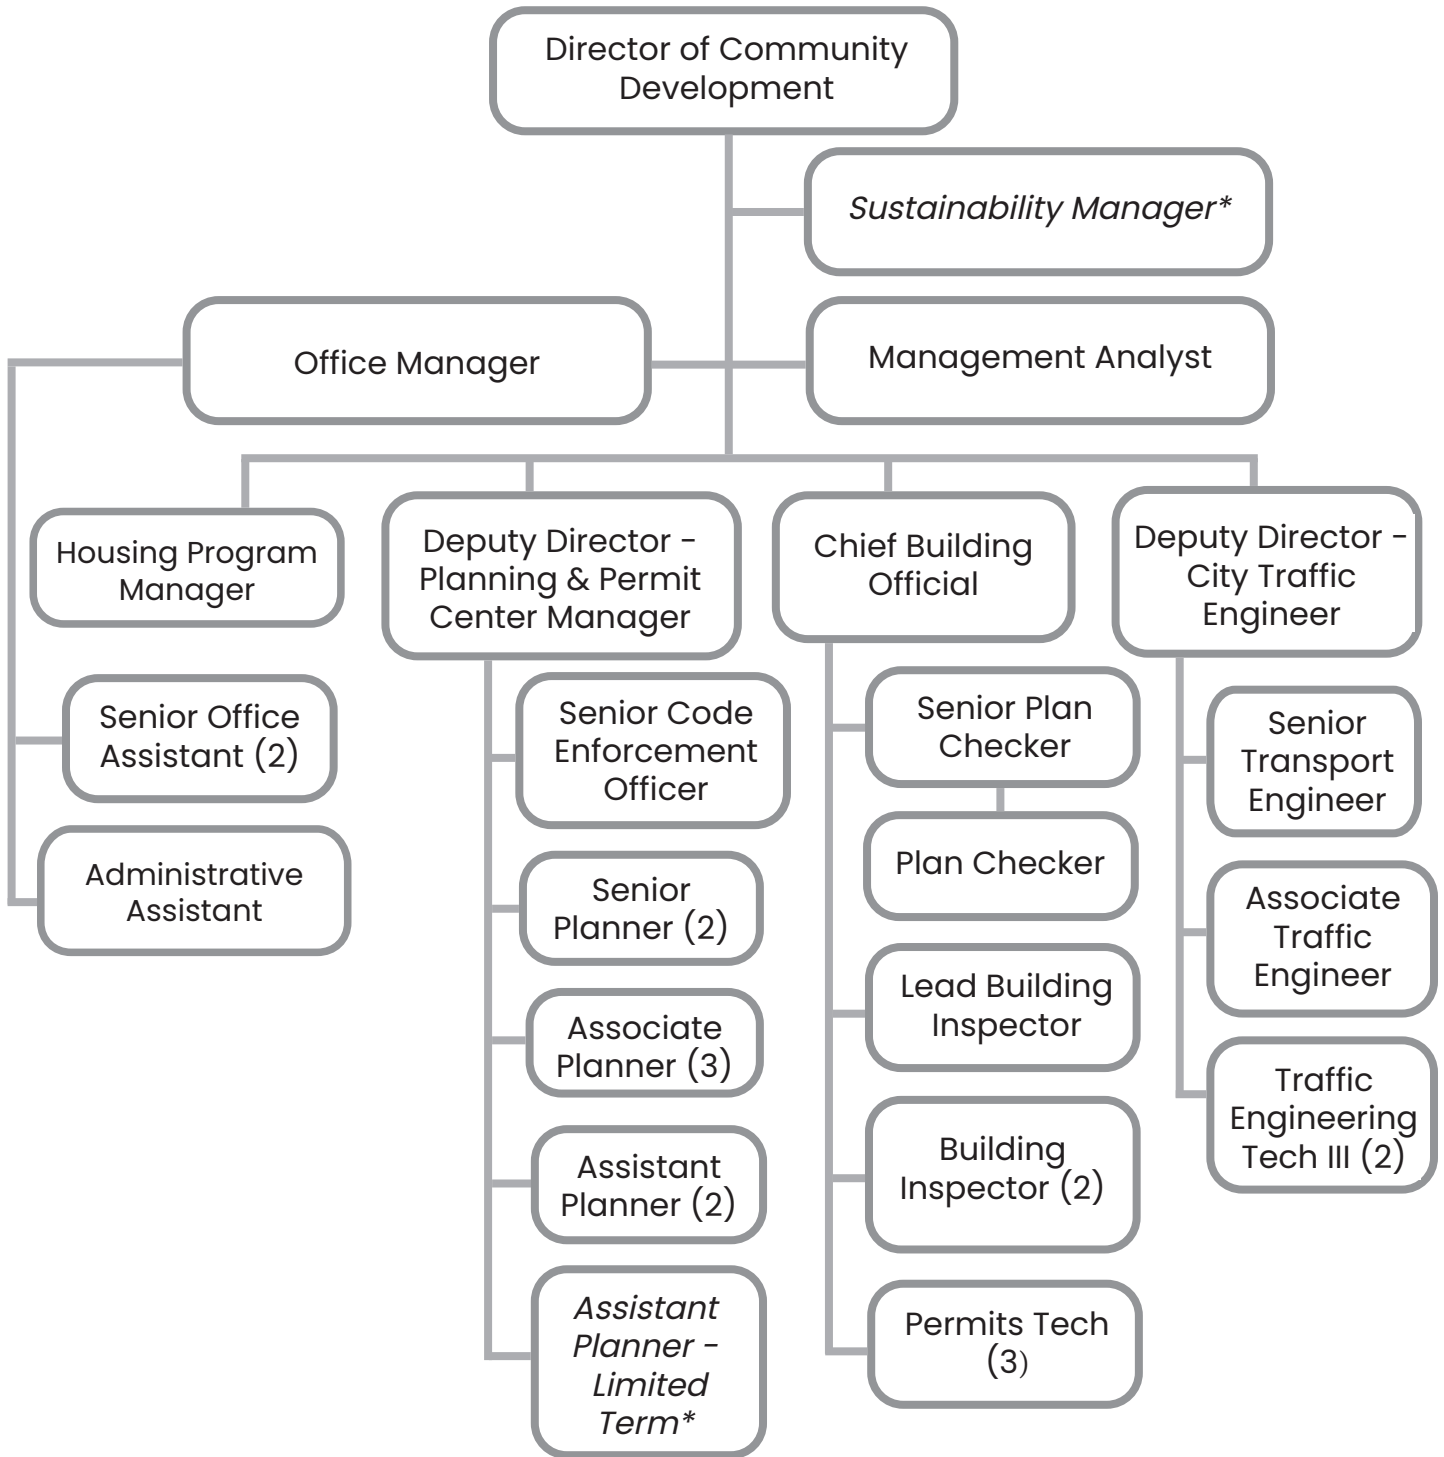 Director of Community
Development
Sustainability Manager*
Office Manager
Management Analyst
Housing Program
Manager
Deputy Director -
Planning & Permit
Center Manager
Chief Building
Official
Deputy Director -
City Traffic
Engineer
Senior Office
Assistant (2)
Administrative
Assistant
Senior Code
Enforcement
Officer
Senior
Planner (2)
Associate
Planner (3)
Assistant
Planner (2)
Assistant
Planner -
Limited
Term*
Senior Plan
Checker
Plan Checker
Lead Building
Inspector
Building
Inspector (2)
Permits Tech
(3)
Senior
Transport
Engineer
Associate
Traffic
Engineer
Traffic
Engineering
Tech III (2)